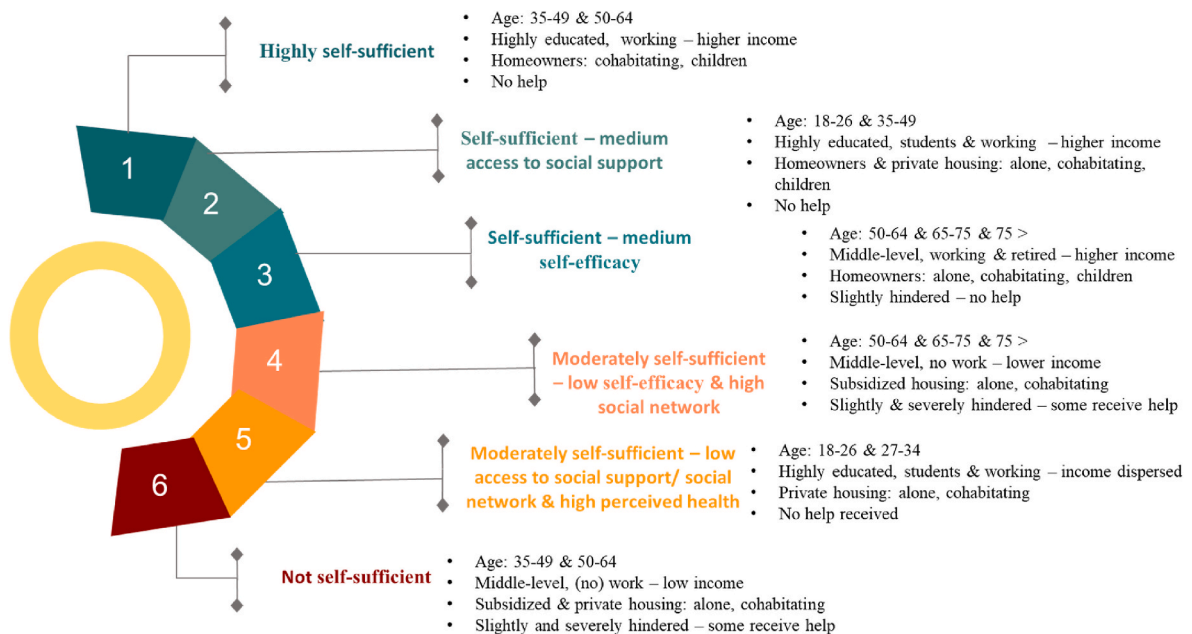 1
Highly self-sufficient
• Age: 35-49 & 50-64
• Highly educated, working – higher income
• Homeowners: cohabitating, children
• No help
2
Self-sufficient – medium
access to social support
• Age: 18-26 & 35-49
• Highly educated, students & working – higher income
• Homeowners & private housing: alone, cohabitating,
children
• No help
3
Self-sufficient – medium
self-efficacy
• Age: 50-64 & 65-75 & 75 >
• Middle-level, working & retired – higher income
• Homeowners: alone, cohabitating, children
• Slightly hindered – no help
4
Moderately self-sufficient
– low self-efficacy & high
social network
• Age: 50-64 & 65-75 & 75 >
• Middle-level, no work – lower income
• Subsidized housing: alone, cohabitating
• Slightly & severely hindered – some receive help
5
Moderately self-sufficient – low
access to social support/ social
network & high perceived health
• Age: 18-26 & 27-34
• Highly educated, students & working – income dispersed
• Private housing: alone, cohabitating
• No help received
6
Not self-sufficient
• Age: 35-49 & 50-64
• Middle-level, (no) work – low income
• Subsidized & private housing: alone, cohabitating
• Slightly and severely hindered – some receive help